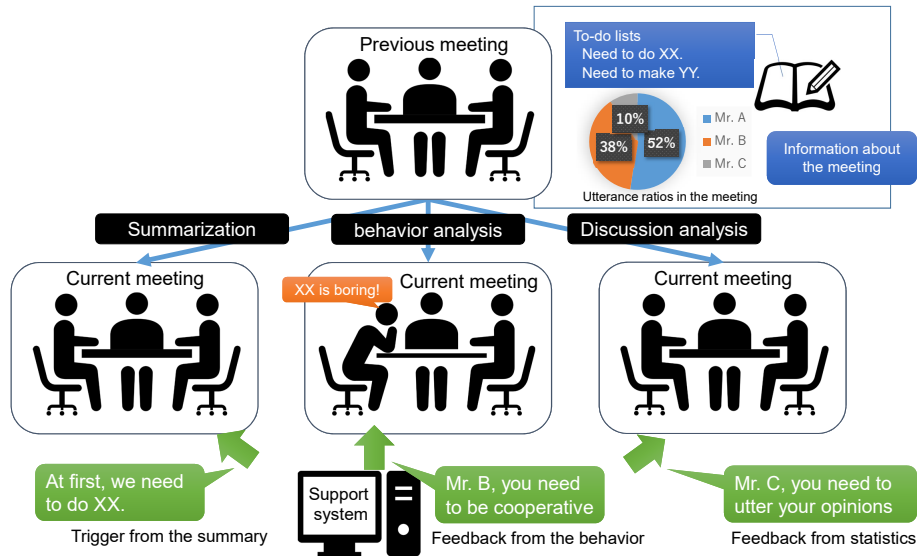 Previous meeting
To-do lists
Need to do XX.
Need to make YY.
10%
38%
52%
Mr. A
Mr. B
Mr. C
Utterance ratios in the meeting
Information about
the meeting
Summarization
behavior analysis
Discussion analysis
Current meeting
XX is boring!
Current meeting
Current meeting
At first, we need
to do XX.
Trigger from the summary
Support
system
Mr. B, you need
to be cooperative
Feedback from the behavior
Mr. C, you need to
utter your opinions
Feedback from statistics